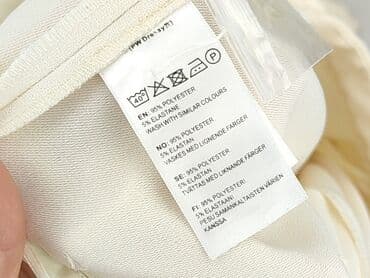 40°
P
EN: 95% POLYESTER
5% ELASTANE
WASH WITH SIMILAR COLOURS
NO: 95% POLYESTER
5% ELASTAN
VASKES MED LIGNENDE FARGER
SE: 95% POLYESTER
5% ELASTAN
TVÄTTAS MED LIKNANDE FÄRGER
FI: 95% POLYESTERI
5% ELASTAANI
PESU SAMANKALTAISTEN VÄRIEN
KANSSA